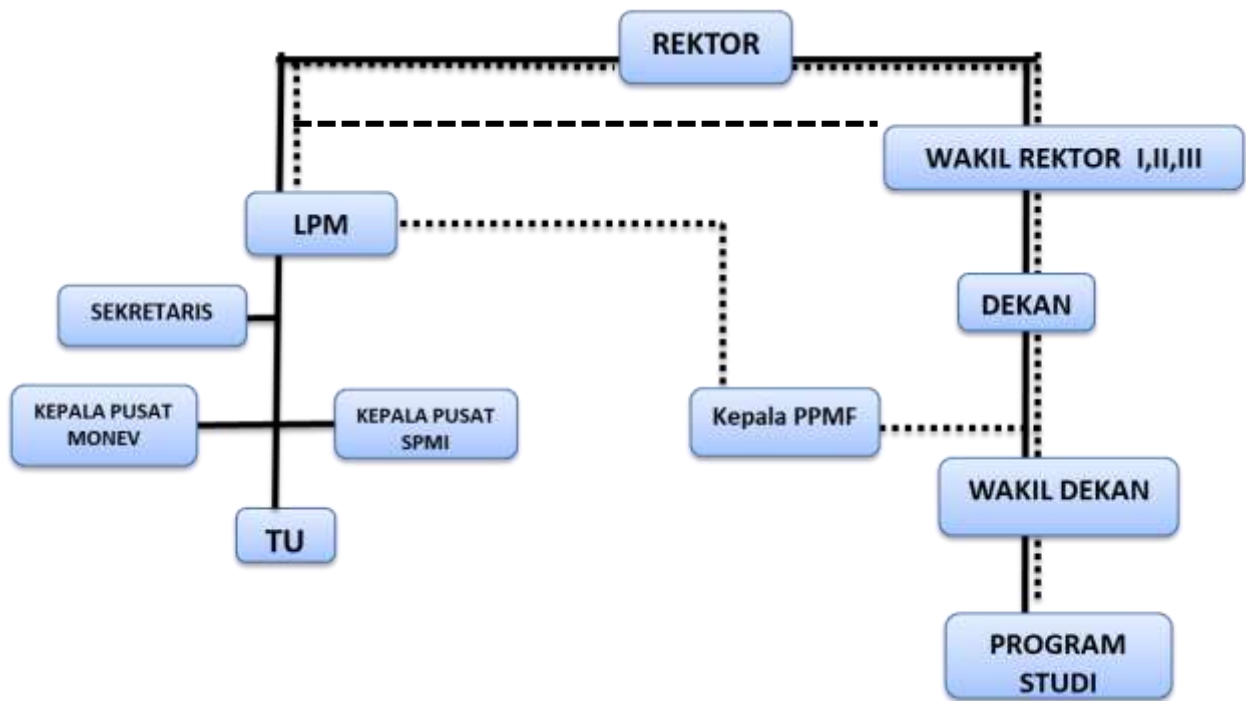 REKTOR
WAKIL REKTOR I,II,III
LPM
SEKRETARIS
DEKAN
KEPALA PUSAT
MONEV
KEPALA PUSAT
SPMI
Kepala PPMF
WAKIL DEKAN
TU
PROGRAM
STUDI